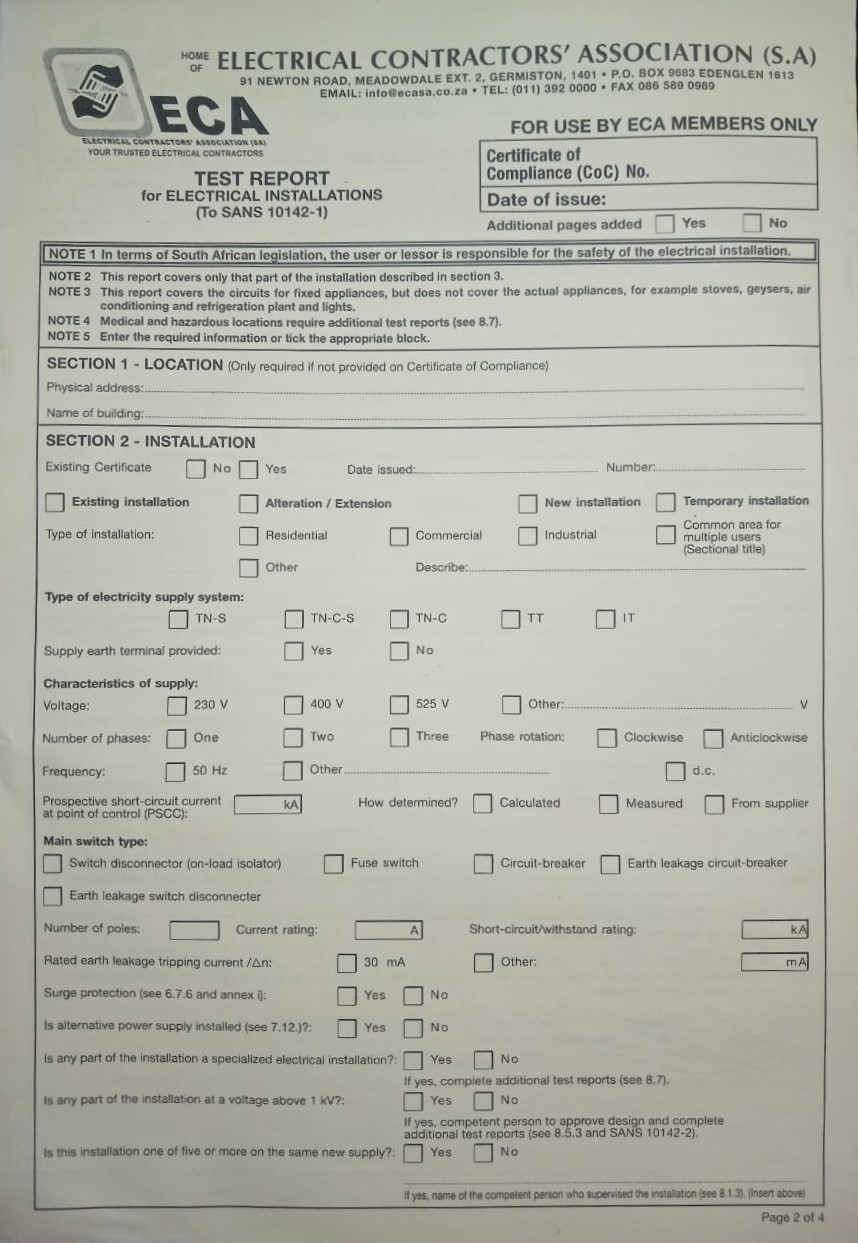 HOME OF ELECTRICAL CONTRACTORS' ASSOCIATION (S.A)
91 NEWTON ROAD, MEADOWDALE EXT. 2, GERMISTON, 1401 • P.O. BOX 9683 EDENGLEN 1613
EMAIL: info@ecasa.co.za • TEL: (011) 392 0000 • FAX 086 589 0989
ECA
ELECTRICAL CONTRACTORS' ASSOCIATION (SA)
YOUR TRUSTED ELECTRICAL CONTRACTORS
FOR USE BY ECA MEMBERS ONLY
TEST REPORT
for ELECTRICAL INSTALLATIONS
(To SANS 10142-1)
Certificate of
Compliance (CoC) No.
Date of issue:
Additional pages added Yes No
NOTE 1 In terms of South African legislation, the user or lessor is responsible for the safety of the electrical installation.
NOTE 2 This report covers only that part of the installation described in section 3.
NOTE 3 This report covers the circuits for fixed appliances, but does not cover the actual appliances, for example stoves, geysers, air
conditioning and refrigeration plant and lights.
NOTE 4 Medical and hazardous locations require additional test reports (see 8.7).
NOTE 5 Enter the required information or tick the appropriate block.
SECTION 1 - LOCATION (Only required if not provided on Certificate of Compliance)
Physical address:
Name of building:
SECTION 2 - INSTALLATION
Existing Certificate No Yes Date issued: Number:
Existing installation Alteration / Extension New installation Temporary installation
Type of installation: Residential Commercial Industrial Common area for
multiple users
(Sectional title)
Other Describe:
Type of electricity supply system:
TN-S TN-C-S TN-C TT IT
Supply earth terminal provided: Yes No
Characteristics of supply:
Voltage: 230 V 400 V 525 V Other: V
Number of phases: One Two Three Phase rotation: Clockwise Anticlockwise
Frequency: 50 Hz Other d.c.
Prospective short-circuit current
at point of control (PSCC): kA How determined? Calculated Measured From supplier
Main switch type:
Switch disconnector (on-load isolator) Fuse switch Circuit-breaker Earth leakage circuit-breaker
Earth leakage switch disconnecter
Number of poles: Current rating: A Short-circuit/withstand rating: kA
Rated earth leakage tripping current /Δn: 30 mA Other: mA
Surge protection (see 6.7.6 and annex i): Yes No
Is alternative power supply installed (see 7.12.)?: Yes No
Is any part of the installation a specialized electrical installation?: Yes No
If yes, complete additional test reports (see 8.7).
Is any part of the installation at a voltage above 1 kV?: Yes No
If yes, competent person to approve design and complete
additional test reports (see 8.5.3 and SANS 10142-2).
Is this installation one of five or more on the same new supply?: Yes No
If yes, name of the competent person who supervised the installation (see 8.1.3). (Insert above)
Page 2 of 4